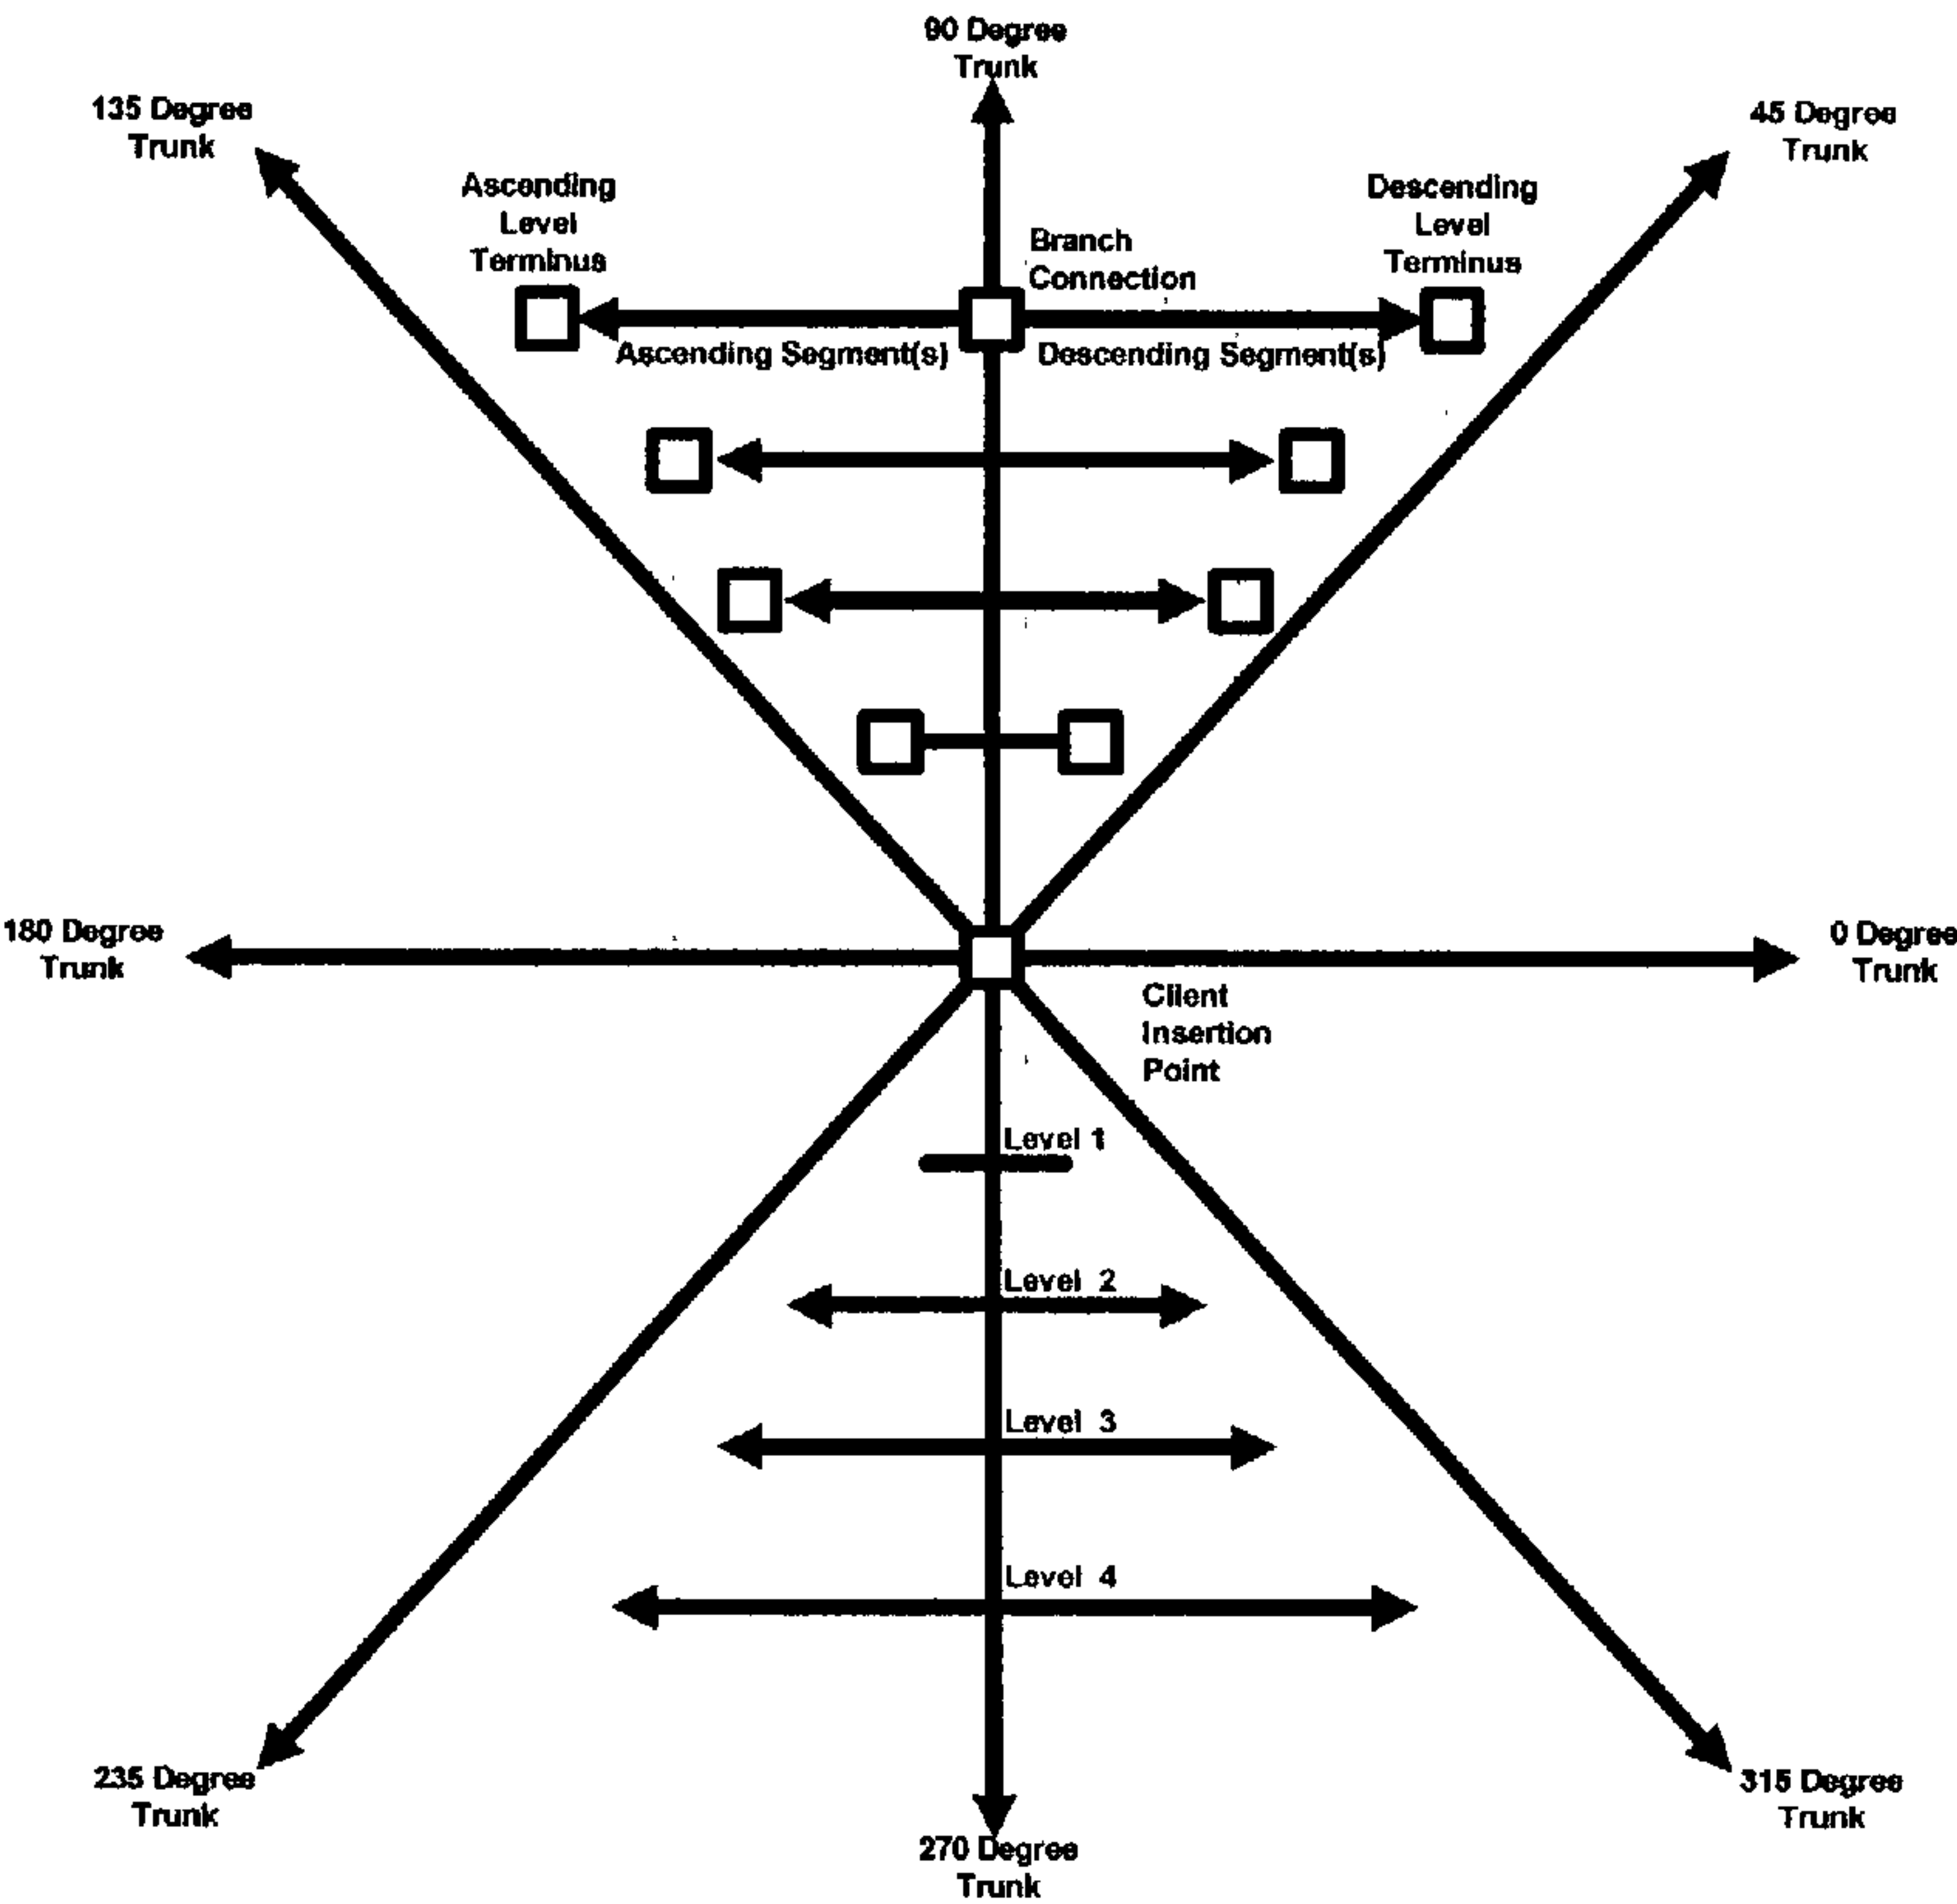 90 Degree
Trunk
135 Degree
Trunk
45 Degree
Trunk
Ascending
Level
Terminus
Descending
Level
Terminus
Branch
Connection
Ascending Segment(s)
Descending Segment(s)
180 Degree
Trunk
0 Degree
Trunk
Client
Insertion
Point
Level 1
Level 2
Level 3
Level 4
235 Degree
Trunk
315 Degree
Trunk
270 Degree
Trunk